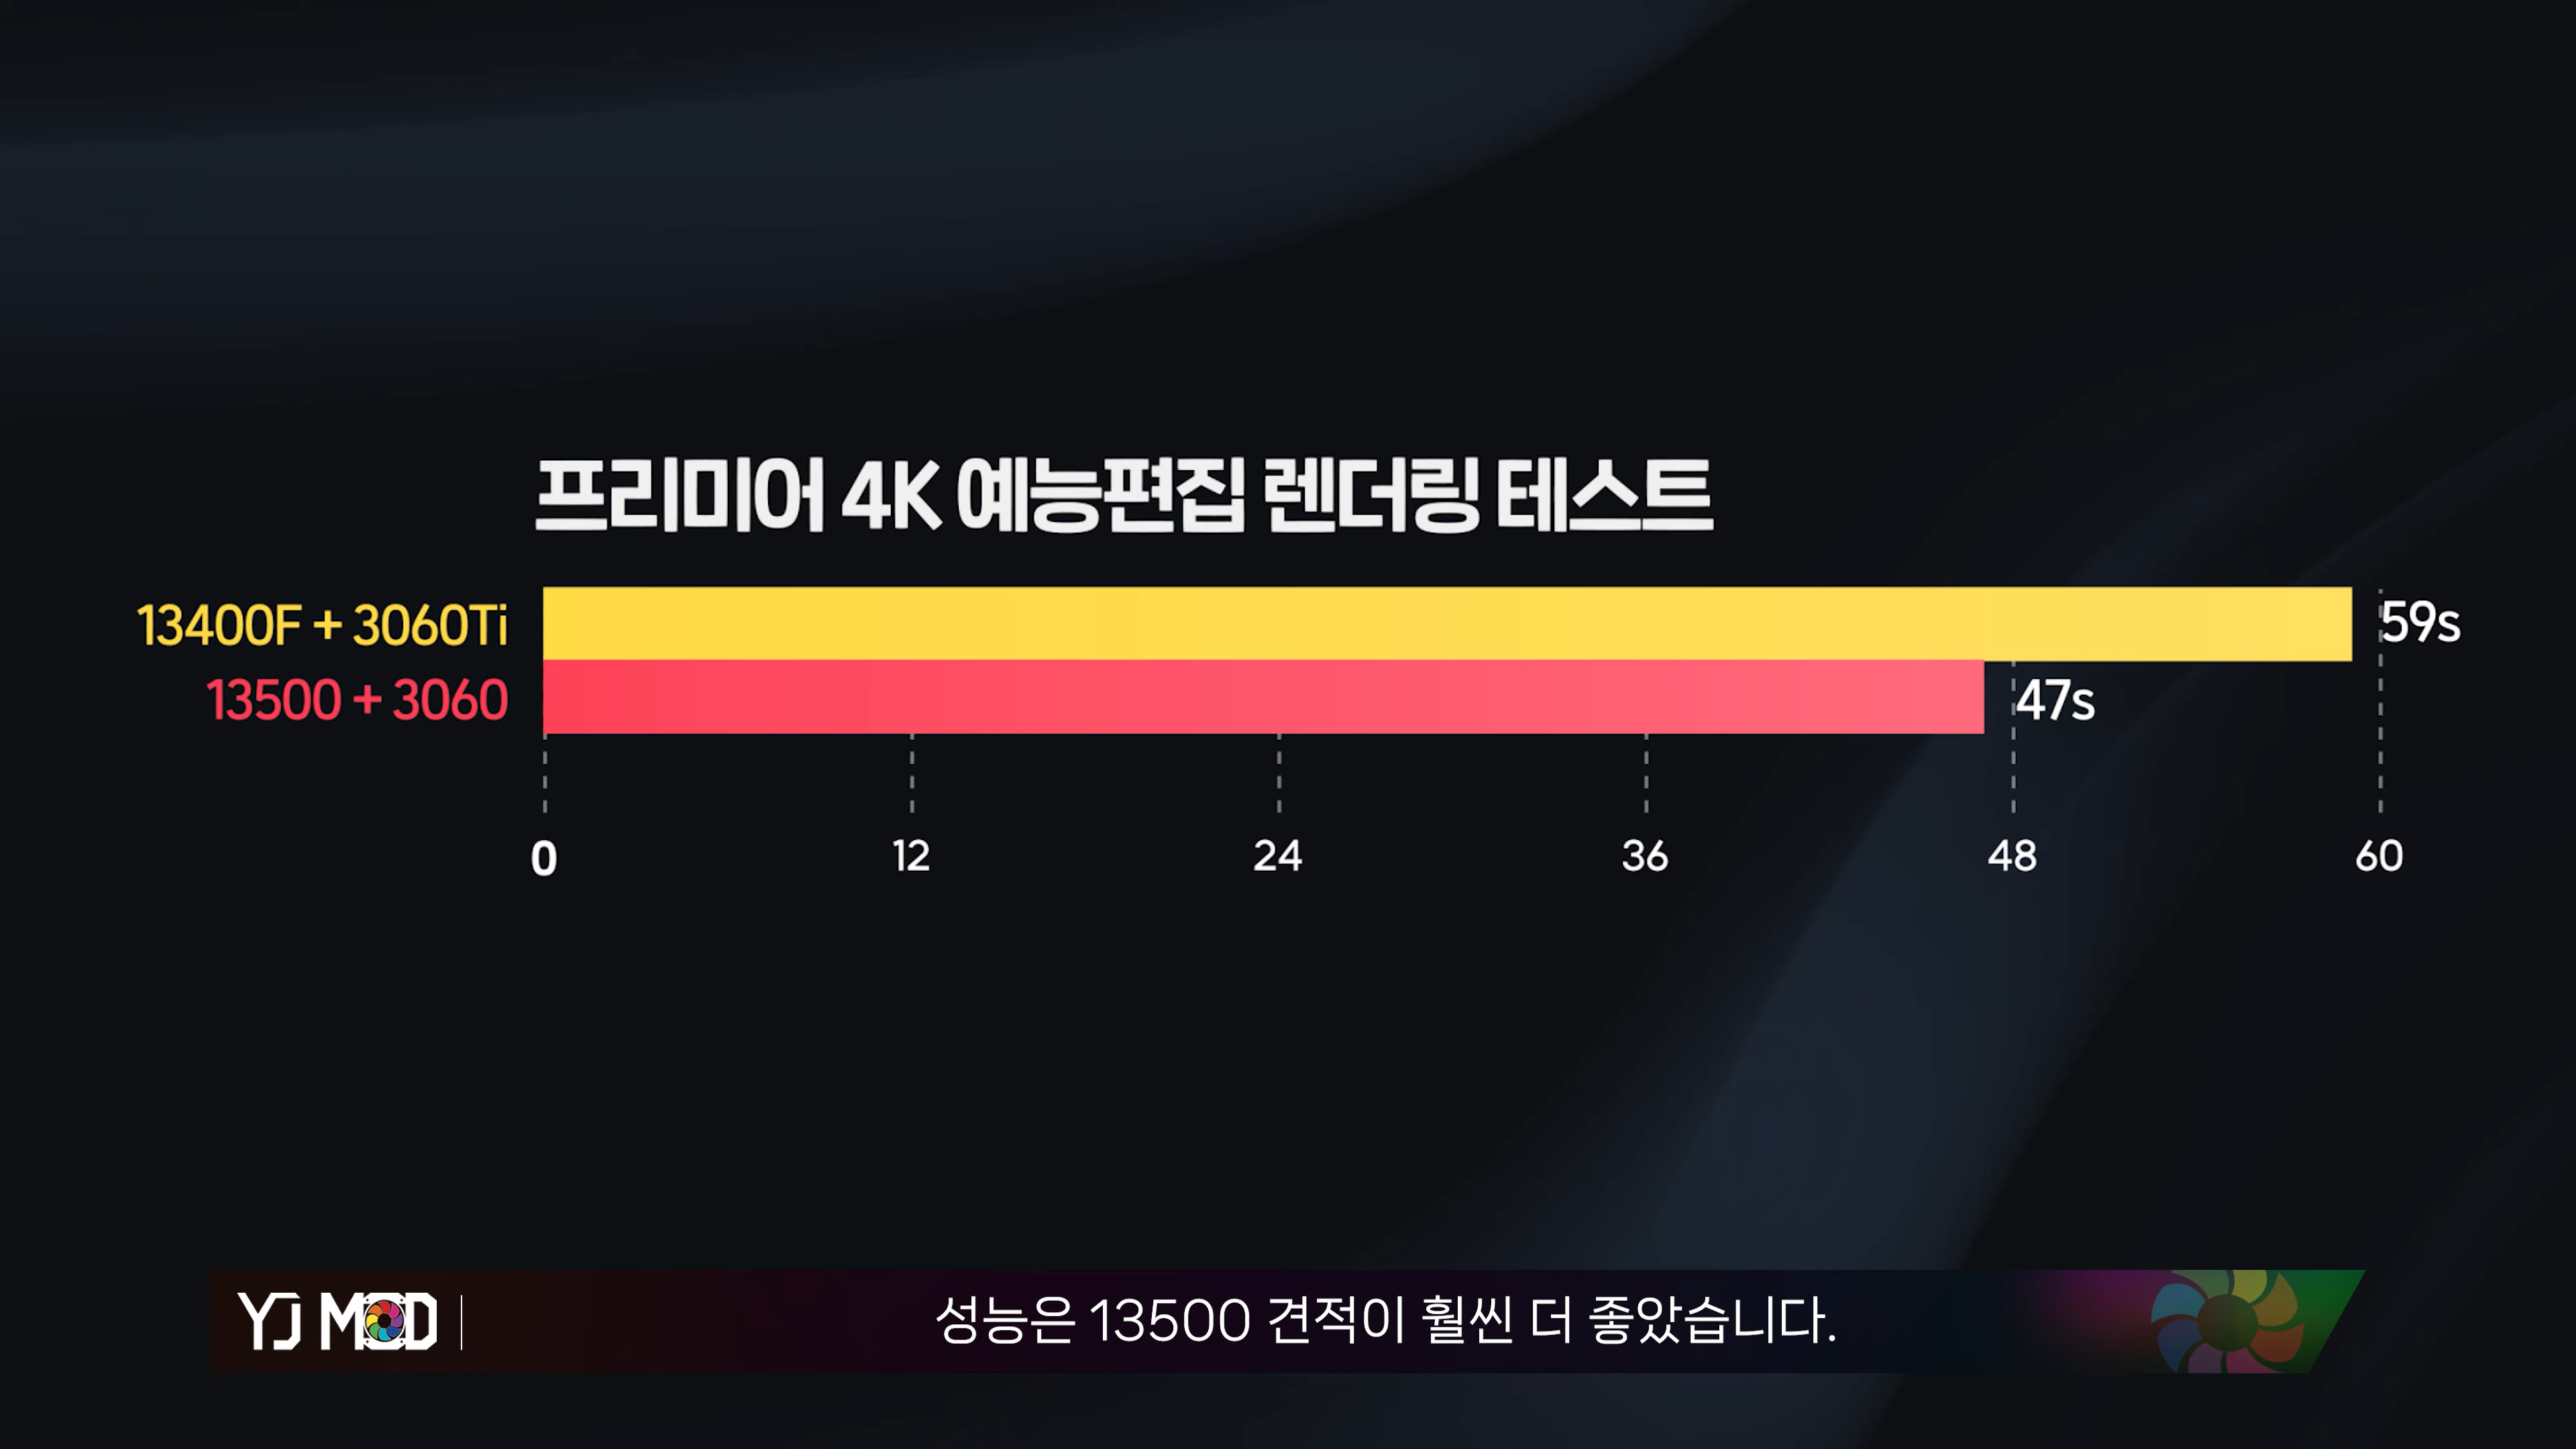 프리미어 4K 예능편집 렌더링 테스트
13400F + 3060Ti
59s
13500 + 3060
47s
0 12 24 36 48 60
YJ MOD
성능은 13500 견적이 훨씬 더 좋았습니다.